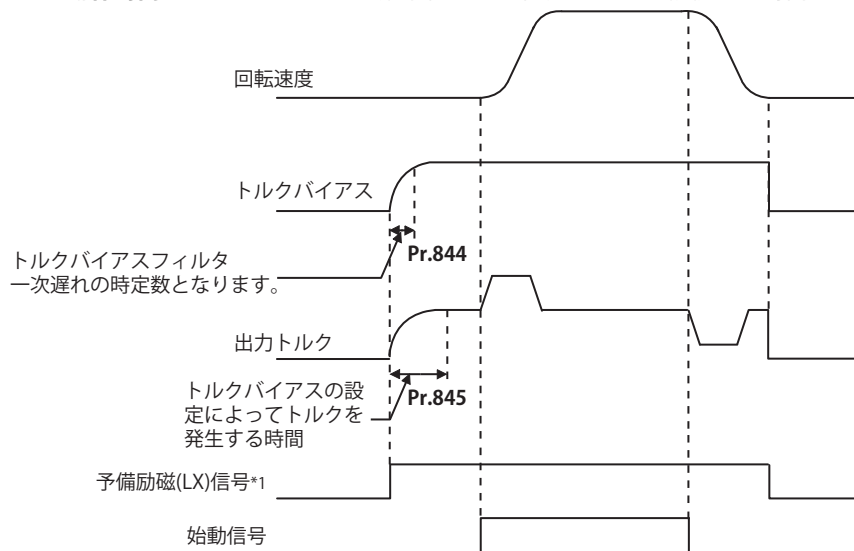 回転速度
トルクバイアス
Pr.844
トルクバイアスフィルタ
一次遅れの時定数となります。
出力トルク
トルクバイアスの設
定によってトルクを
発生する時間
Pr.845
予備励磁(LX)信号*1
始動信号